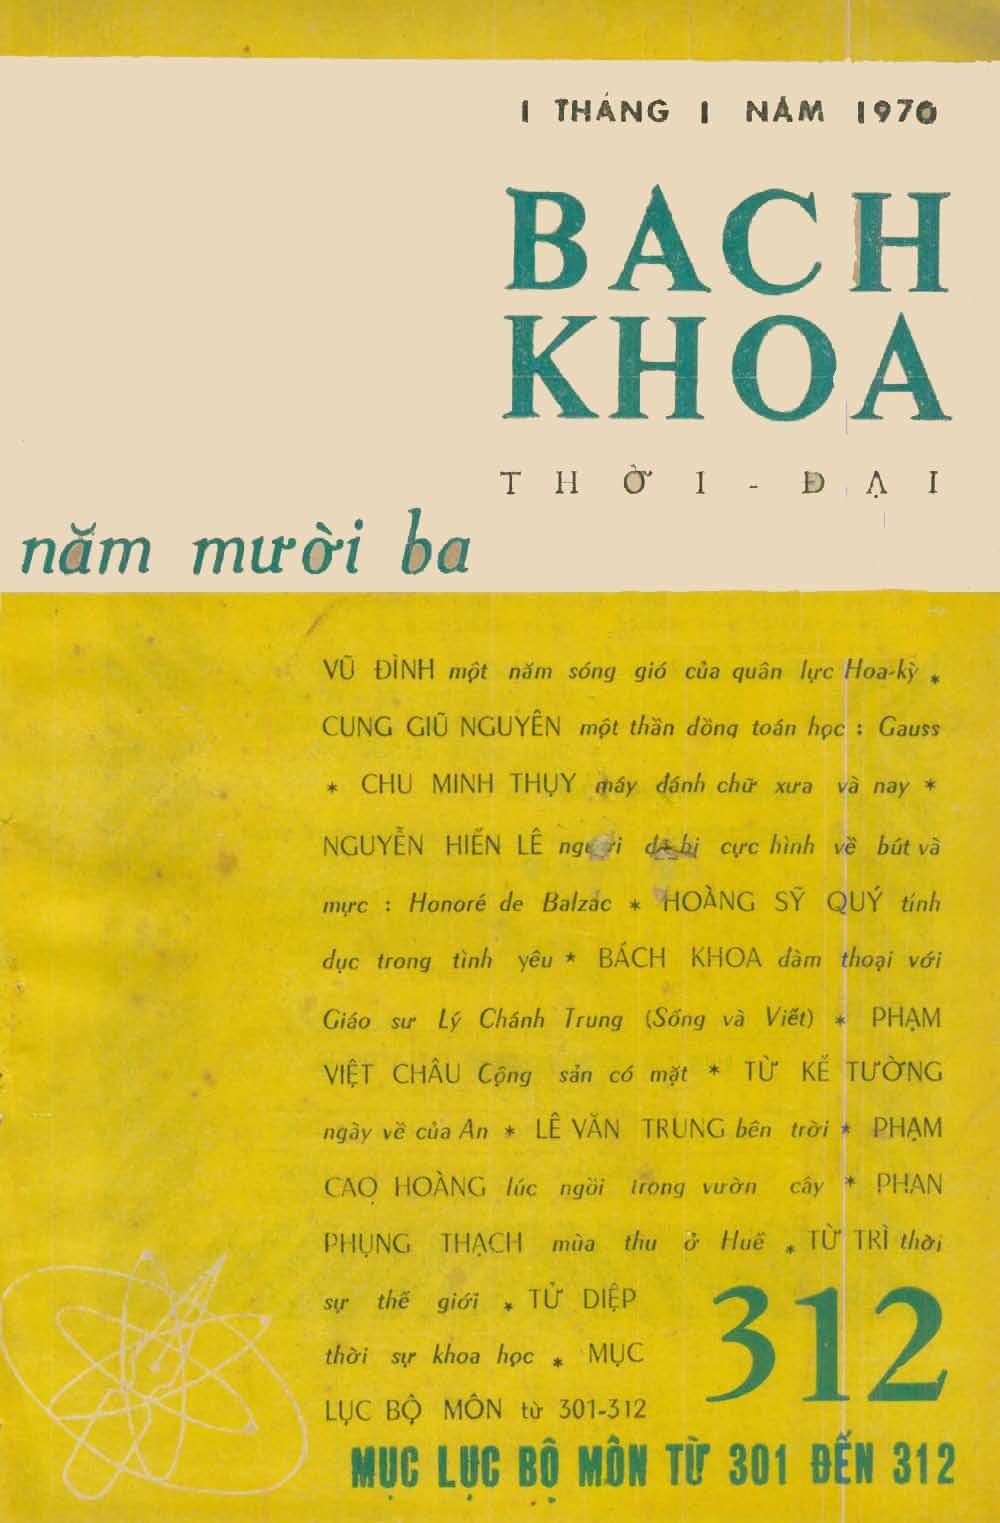 1 THÁNG 1 NĂM 1970
BACH
KHOA
THỜI - ĐẠI
năm mười ba
VŨ ĐÌNH một năm sóng gió của quân lực Hoa-kỳ *
CUNG GIŨ NGUYÊN một thần đồng toán học : Gauss
* CHU MINH THỤY máy đánh chữ xưa và nay *
NGUYỄN HIẾN LÊ người đã bị cực hình về bút và
mực : Honoré de Balzac * HOÀNG SỸ QUÝ tính
dục trong tình yêu * BÁCH KHOA đàm thoại với
Giáo sư Lý Chánh Trung (Sống và Viết) * PHẠM
VIỆT CHÂU Cộng sản có mặt * TỪ KẾ TƯỜNG
ngày về của An * LÊ VĂN TRUNG bên trời * PHẠM
CAO HOÀNG lúc ngồi trong vườn cây * PHAN
PHỤNG THẠCH mùa thu ở Huế * TỪ TRÌ thời
sự thế giới * TỬ DIỆP
thời sự khoa học * MỤC
LỤC BỘ MÔN từ 301-312
312
MỤC LỤC BỘ MÔN TỪ 301 ĐẾN 312